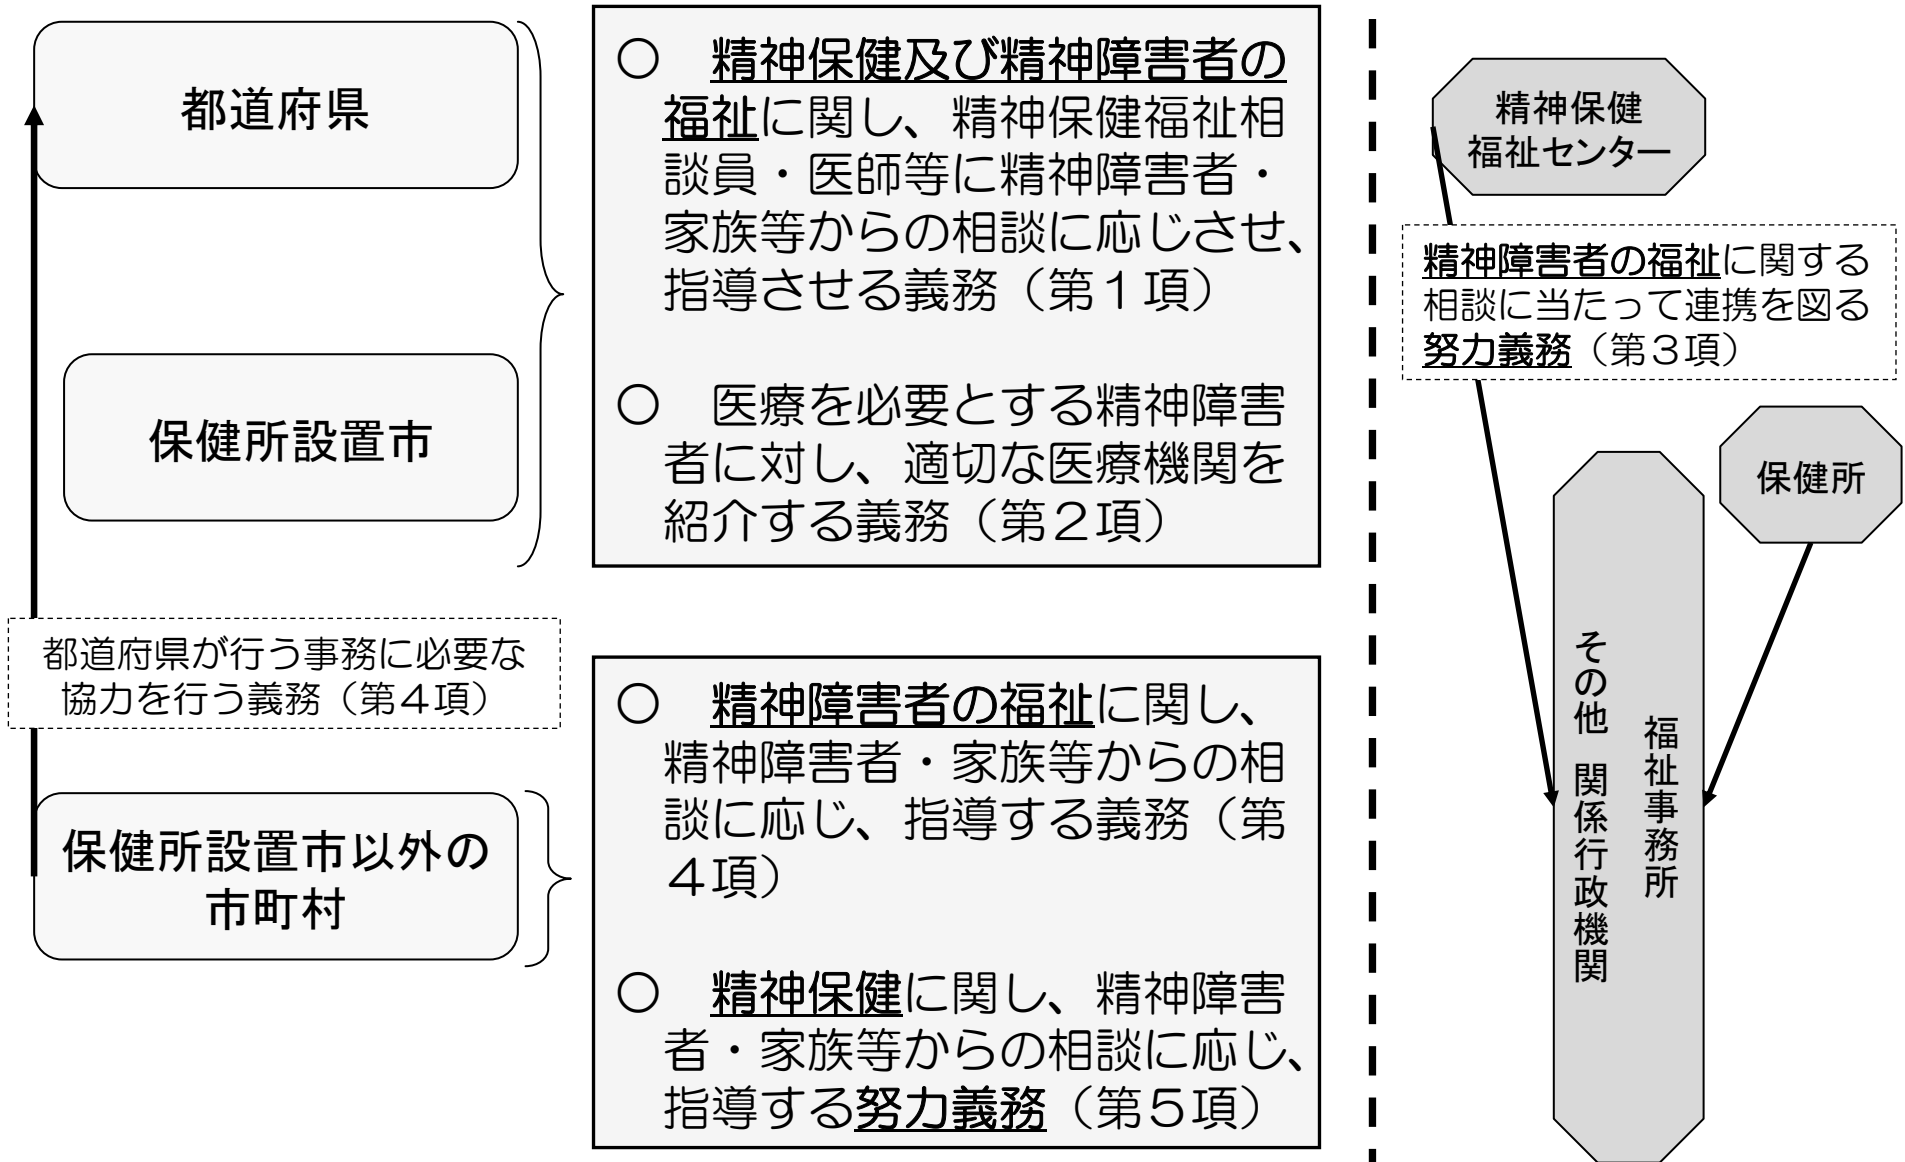 都道府県
保健所設置市
都道府県が行う事務に必要な
協力を行う義務（第４項）
保健所設置市以外の
市町村
○　精神保健及び精神障害者の
福祉に関し、精神保健福祉相
談員・医師等に精神障害者・
家族等からの相談に応じさせ、
指導させる義務（第１項）
○　医療を必要とする精神障害
者に対し、適切な医療機関を
紹介する義務（第２項）
○　精神障害者の福祉に関し、
精神障害者・家族等からの相
談に応じ、指導する義務（第
４項）
○　精神保健に関し、精神障害
者・家族等からの相談に応じ、
指導する努力義務（第５項）
精神保健
福祉センター
精神障害者の福祉に関する
相談に当たって連携を図る
努力義務（第３項）
保健所
福祉事務所
その他　関係行政機関